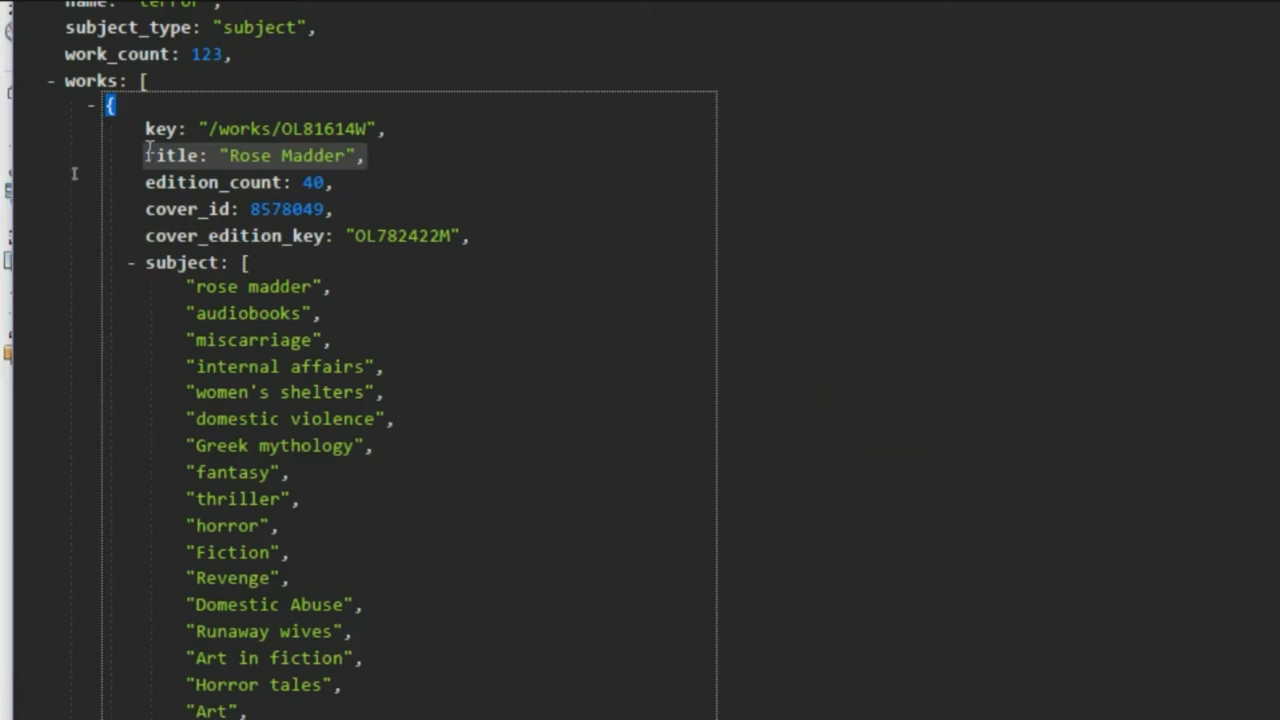 name: "terror",
subject_type: "subject",
work_count: 123,
- works: [
- {
key: "/works/OL81614W",
title: "Rose Madder",
edition_count: 40,
cover_id: 8578049,
cover_edition_key: "OL782422M",
- subject: [
"rose madder",
"audiobooks",
"miscarriage",
"internal affairs",
"women's shelters",
"domestic violence",
"Greek mythology",
"fantasy",
"thriller",
"horror",
"Fiction",
"Revenge",
"Domestic Abuse",
"Runaway wives",
"Art in fiction",
"Horror tales",
"Art",